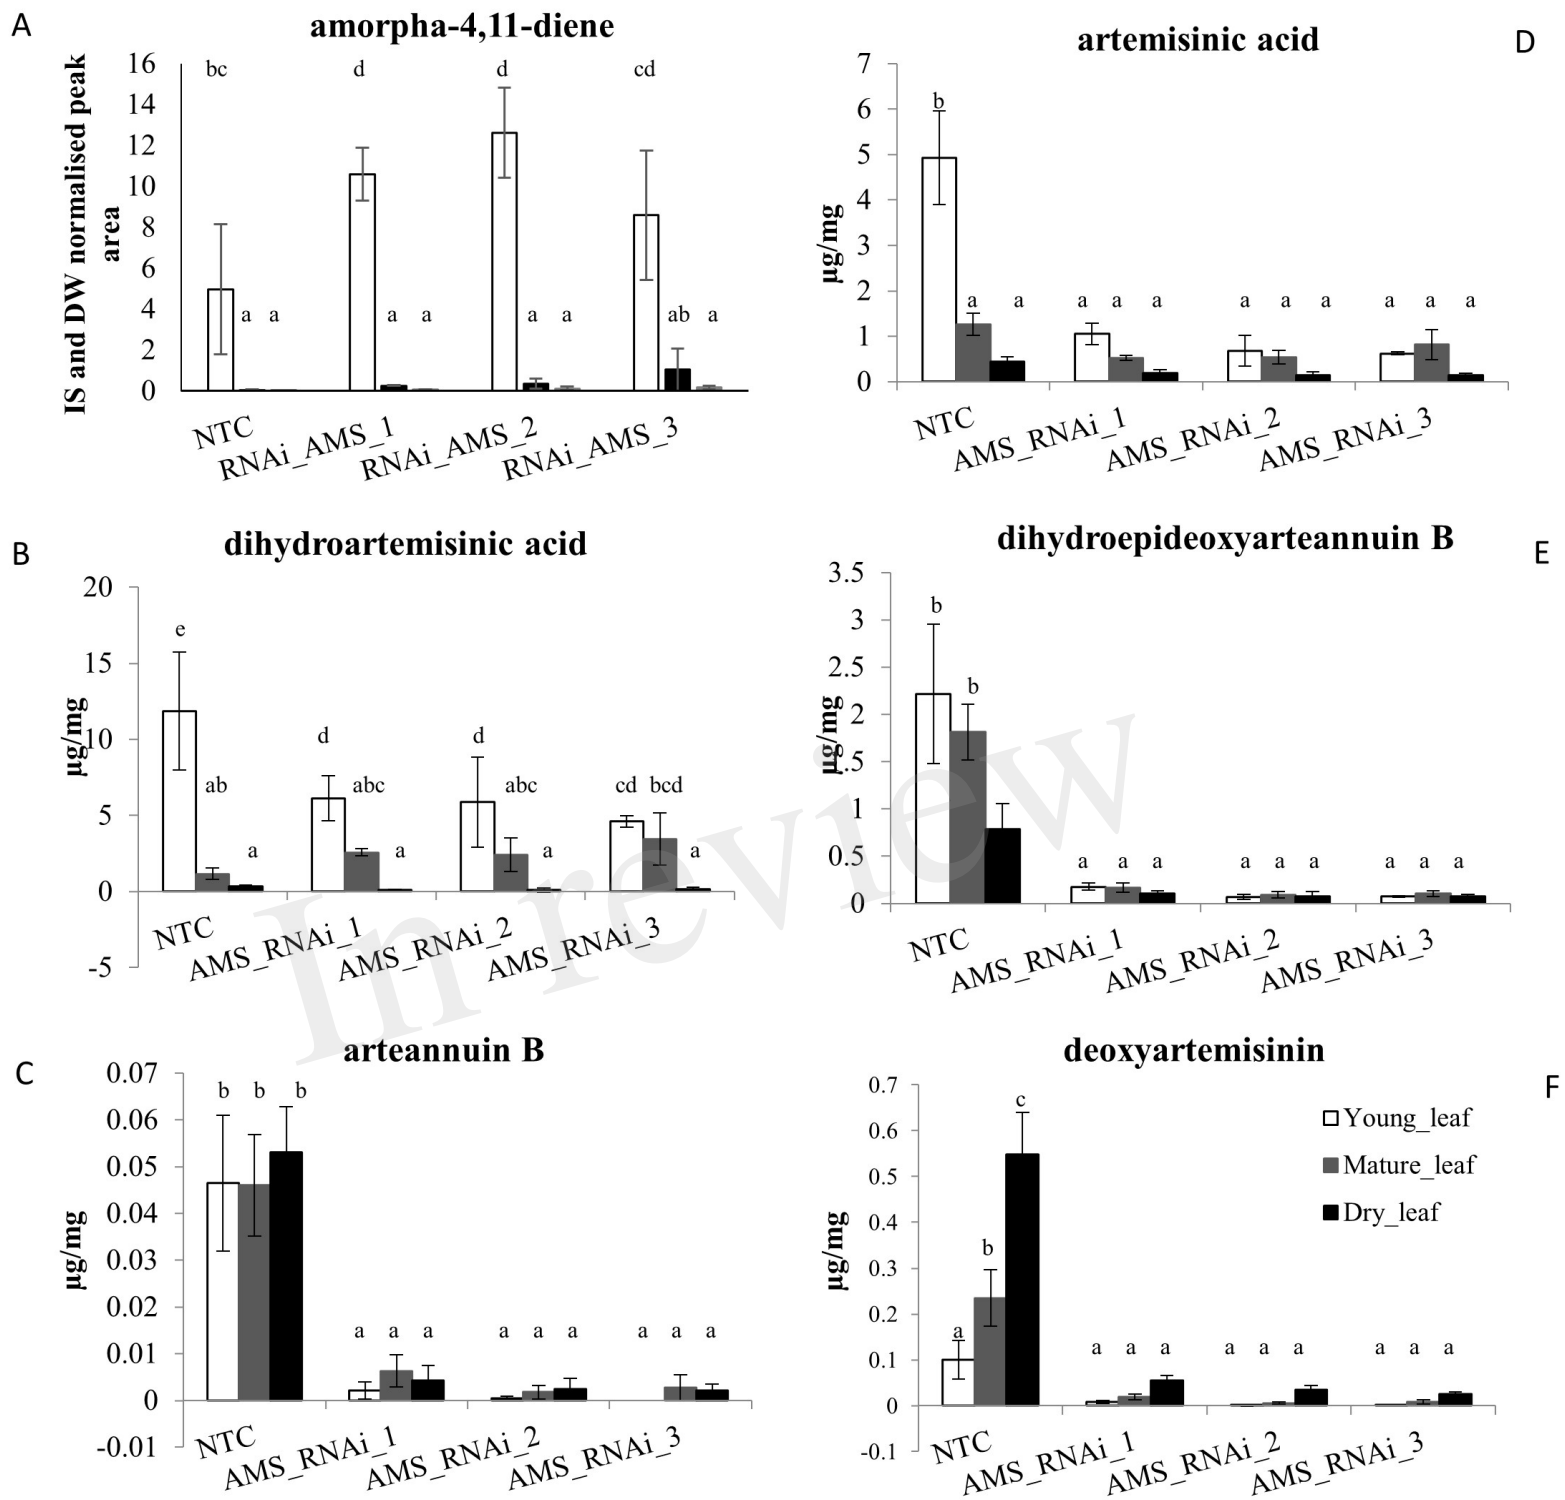 A
amorpha-4,11-diene
IS and DW normalised peak
area
16
14
12
10
8
6
4
2
0
bc
a a
d
a a
d
a a
cd
ab a
NTC
RNAi_AMS_1
RNAi_AMS_2
RNAi_AMS_3
D
artemisinic acid
µg/mg
7
6
5
4
3
2
1
0
b
a a
a a a
a a a
a a a
NTC
AMS_RNAi_1
AMS_RNAi_2
AMS_RNAi_3
B
dihydroartemisinic acid
µg/mg
20
15
10
5
0
-5
e
ab
a
d
abc
a
d
abc
a
cd bcd
a
NTC
AMS_RNAi_1
AMS_RNAi_2
AMS_RNAi_3
E
dihydroepideoxyarteannuin B
µg/mg
3.5
3
2.5
2
1.5
1
0.5
0
b
b
a a a
a a a
a a a
NTC
AMS_RNAi_1
AMS_RNAi_2
AMS_RNAi_3
In review
C
arteannuin B
µg/mg
0.07
0.06
0.05
0.04
0.03
0.02
0.01
0
-0.01
b b b
a a a
a a a
a a a
NTC
AMS_RNAi_1
AMS_RNAi_2
AMS_RNAi_3
F
deoxyartemisinin
µg/mg
0.7
0.6
0.5
0.4
0.3
0.2
0.1
0
-0.1
a
b
c
a a a
a a a
a a a
NTC
AMS_RNAi_1
AMS_RNAi_2
AMS_RNAi_3
Young_leaf
Mature_leaf
Dry_leaf